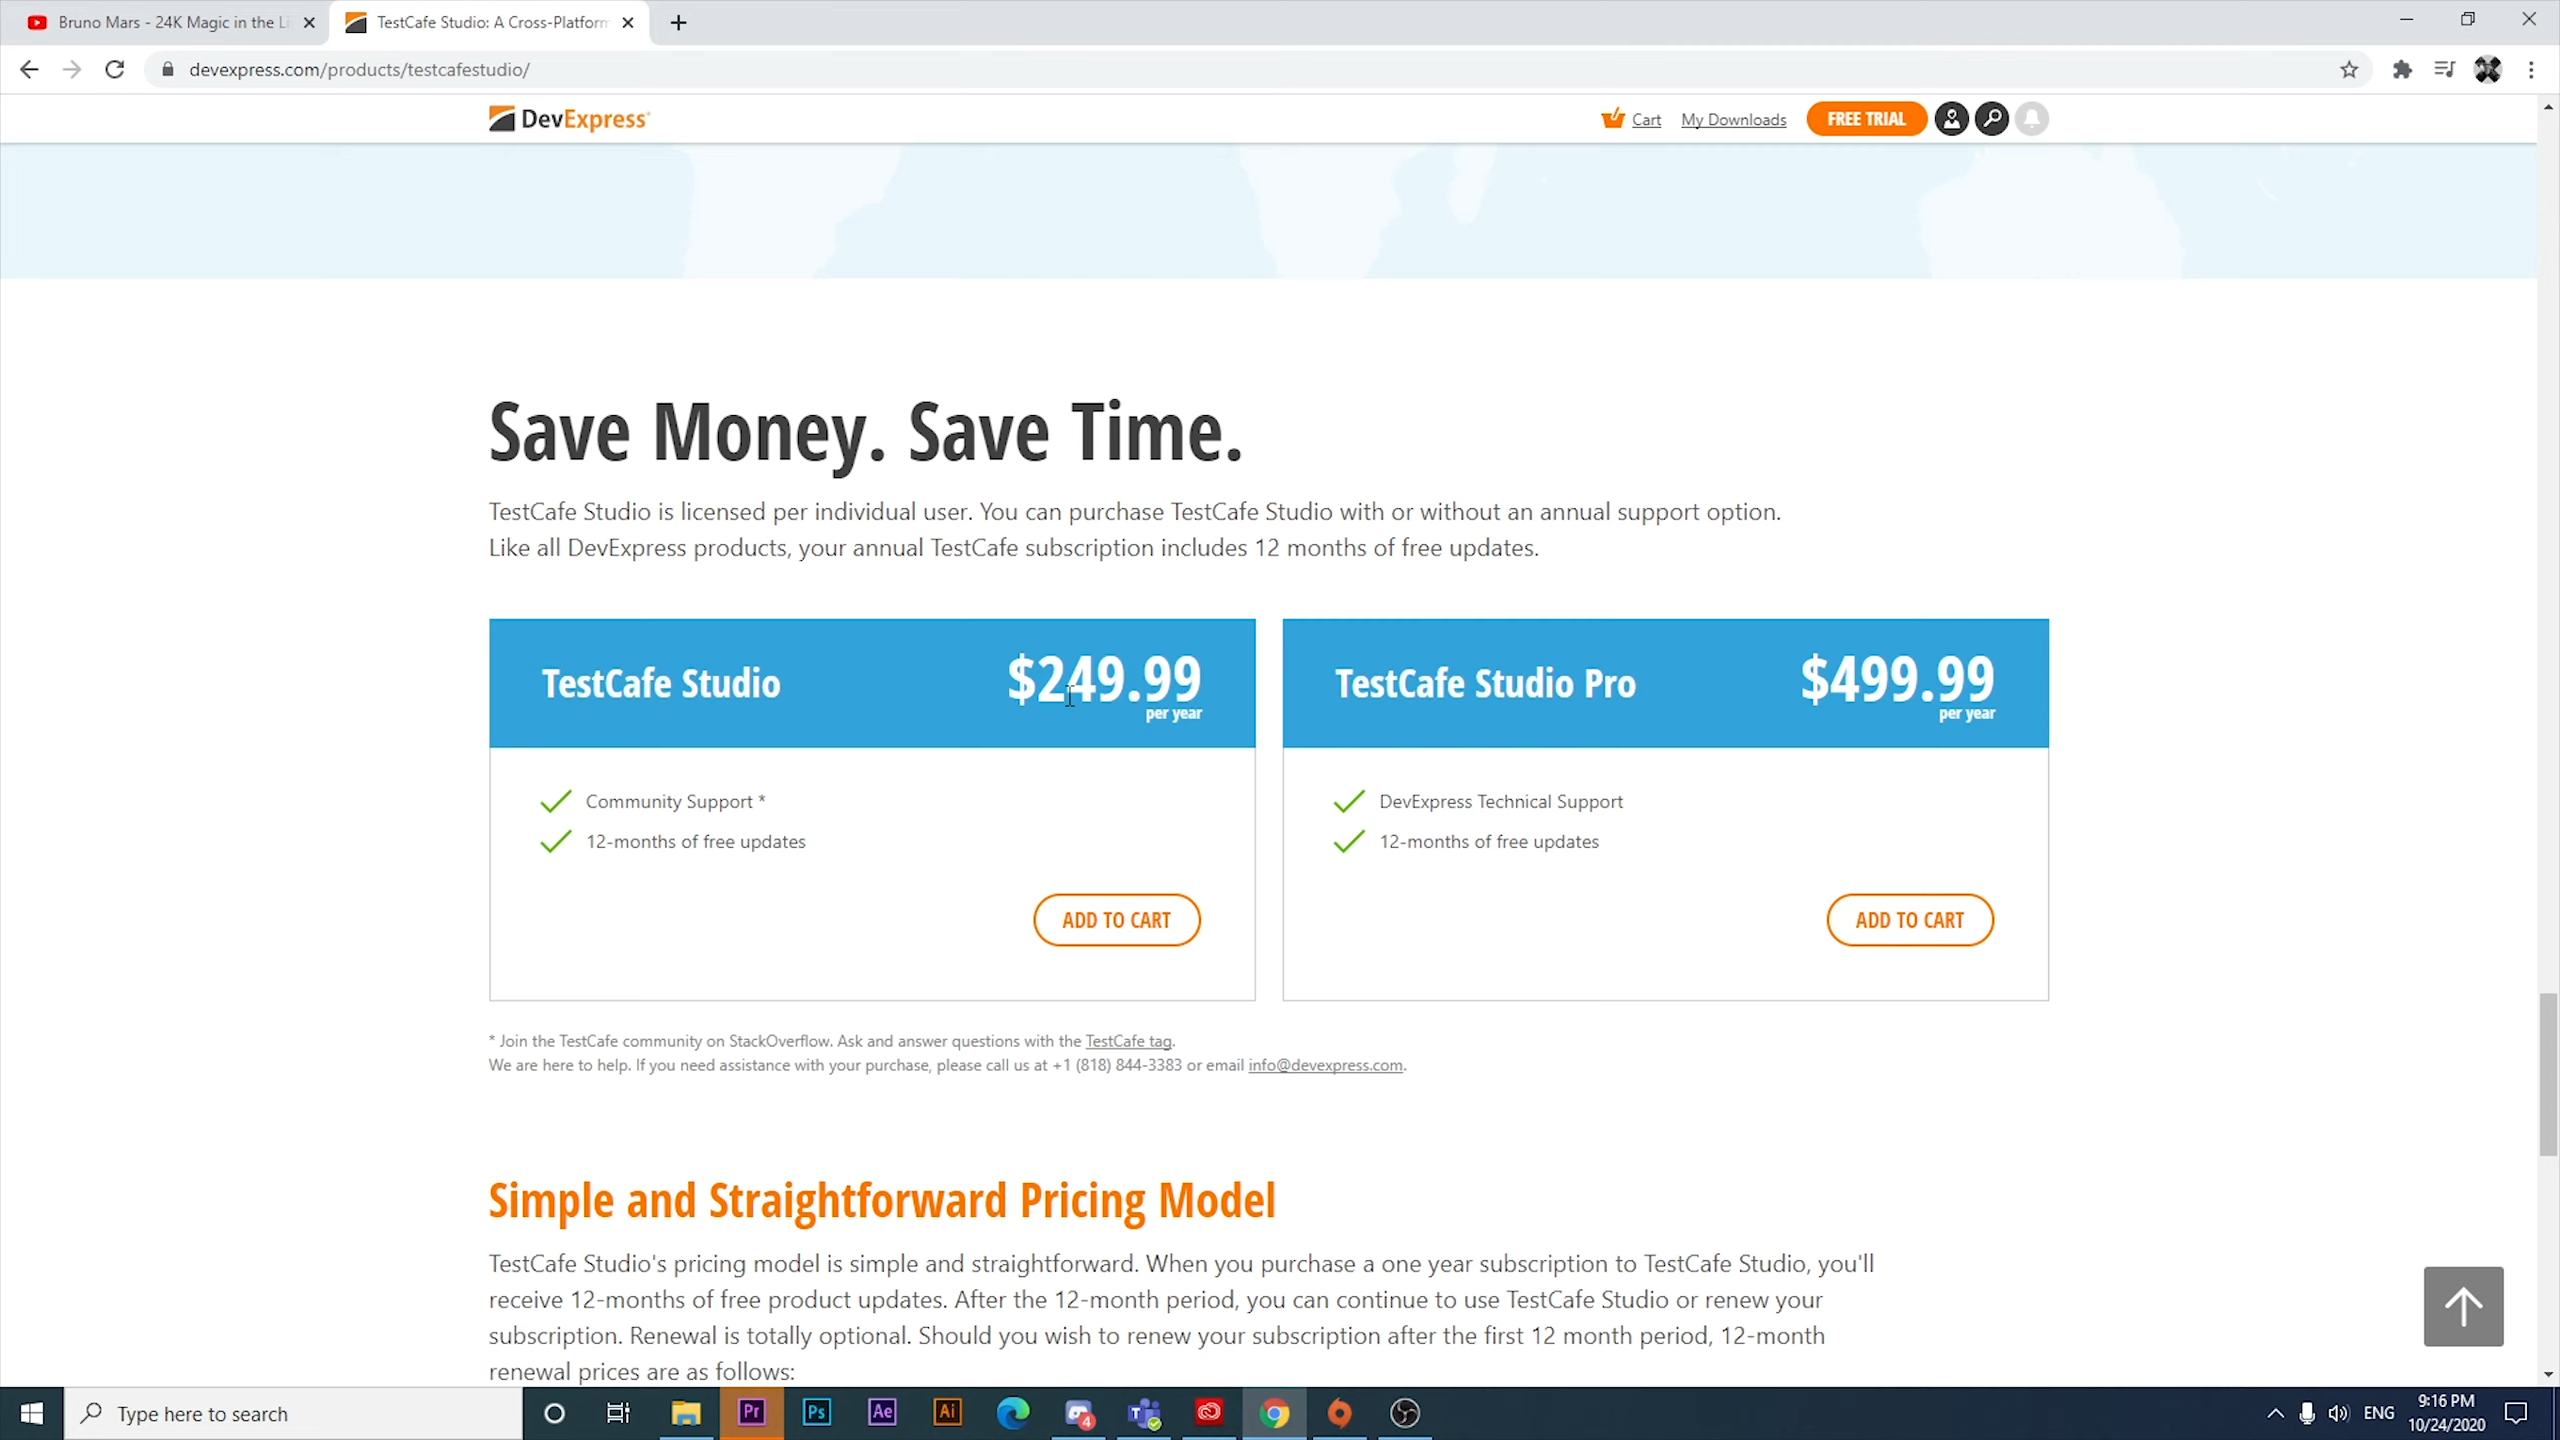 Bruno Mars - 24K Magic in the Li
TestCafe Studio: A Cross-Platform
devexpress.com/products/testcafestudio/
DevExpress
Cart
My Downloads
FREE TRIAL
Save Money. Save Time.
TestCafe Studio is licensed per individual user. You can purchase TestCafe Studio with or without an annual support option.
Like all DevExpress products, your annual TestCafe subscription includes 12 months of free updates.
TestCafe Studio
$249.99
per year
Community Support *
12-months of free updates
ADD TO CART
TestCafe Studio Pro
$499.99
per year
DevExpress Technical Support
12-months of free updates
ADD TO CART
* Join the TestCafe community on StackOverflow. Ask and answer questions with the TestCafe tag.
We are here to help. If you need assistance with your purchase, please call us at +1 (818) 844-3383 or email info@devexpress.com.
Simple and Straightforward Pricing Model
TestCafe Studio's pricing model is simple and straightforward. When you purchase a one year subscription to TestCafe Studio, you'll
receive 12-months of free product updates. After the 12-month period, you can continue to use TestCafe Studio or renew your
subscription. Renewal is totally optional. Should you wish to renew your subscription after the first 12 month period, 12-month
renewal prices are as follows:
Type here to search
Pr
Ps
Ae
Ai
4
ENG
9:16 PM
10/24/2020